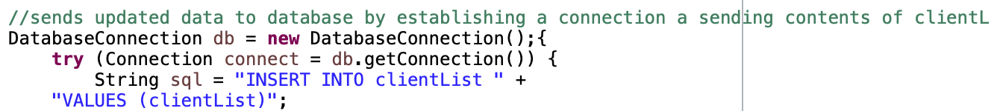 //sends updated data to database by establishing a connection a sending contents of clientL
DatabaseConnection db = new DatabaseConnection();{
    try (Connection connect = db.getConnection()) {
        String sql = "INSERT INTO clientList " +
    "VALUES (clientList)";